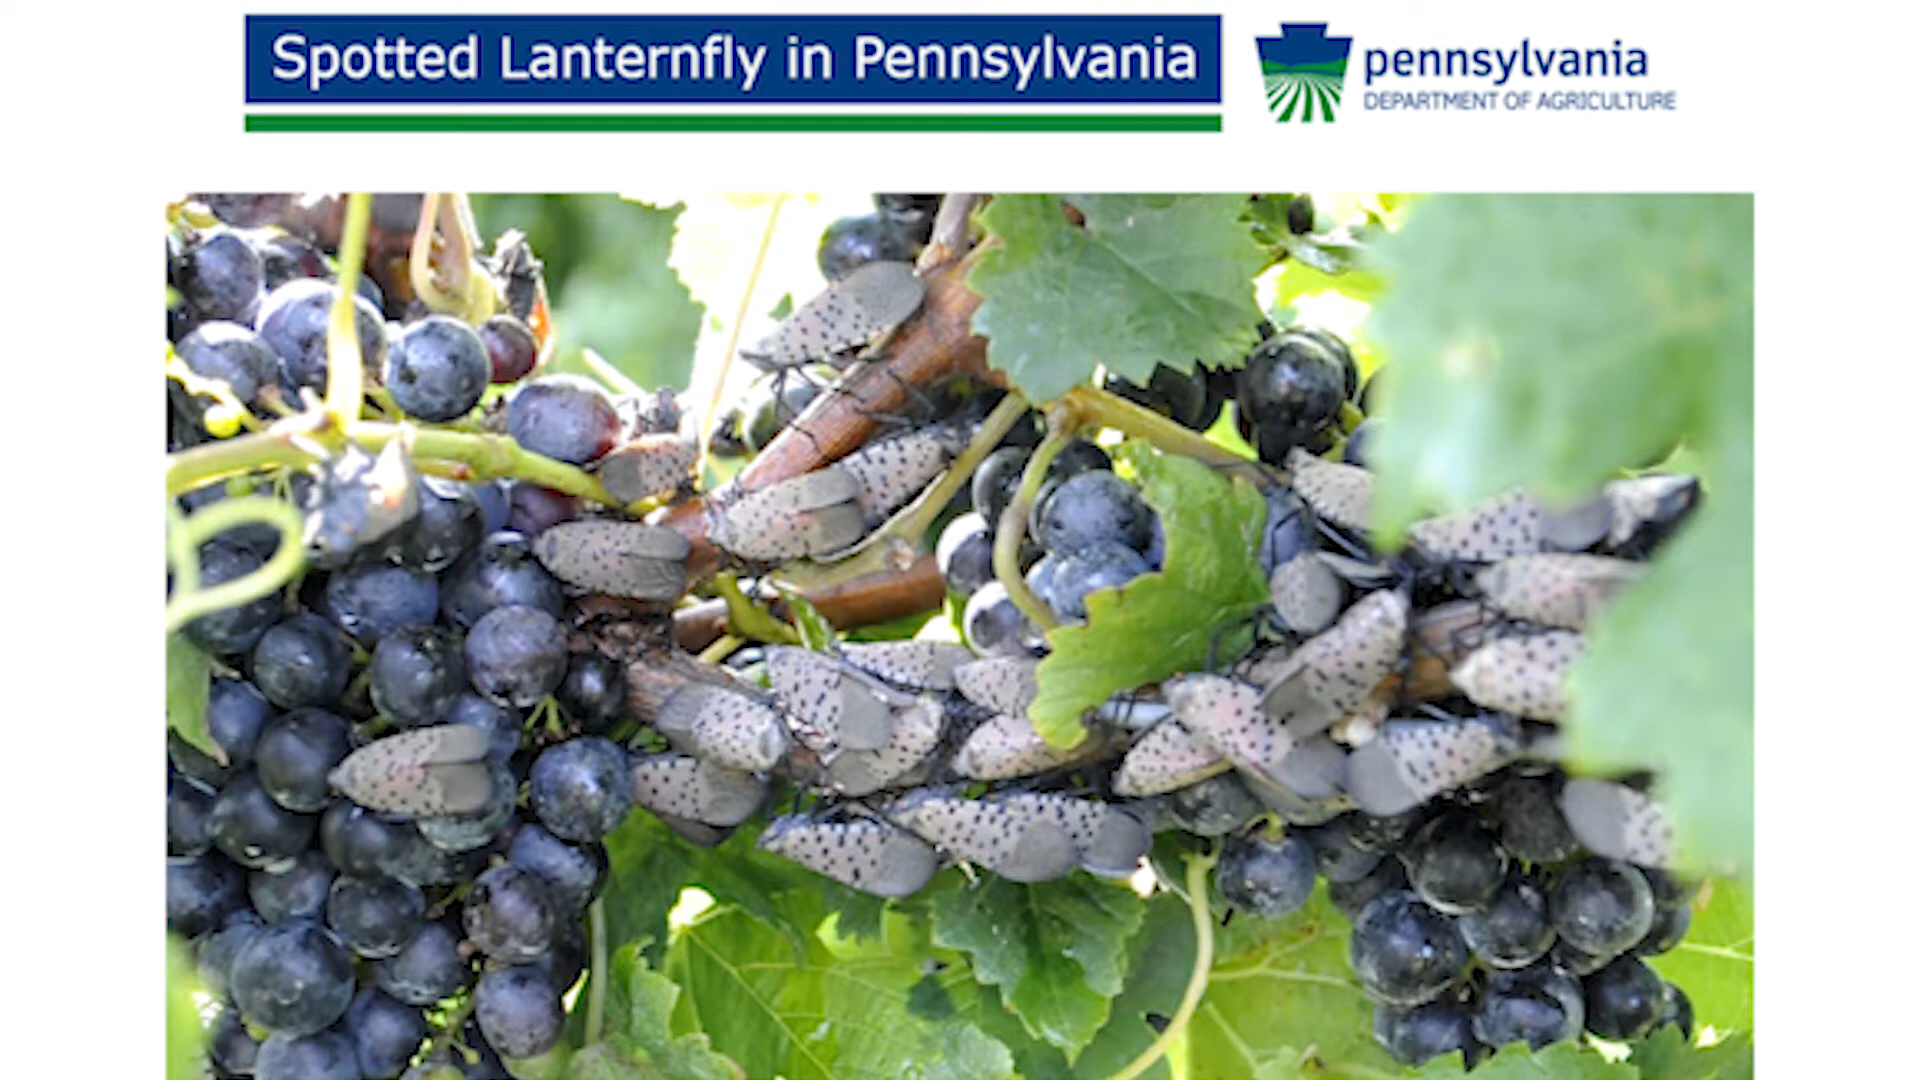 Spotted Lanternfly in Pennsylvania
pennsylvania
DEPARTMENT OF AGRICULTURE